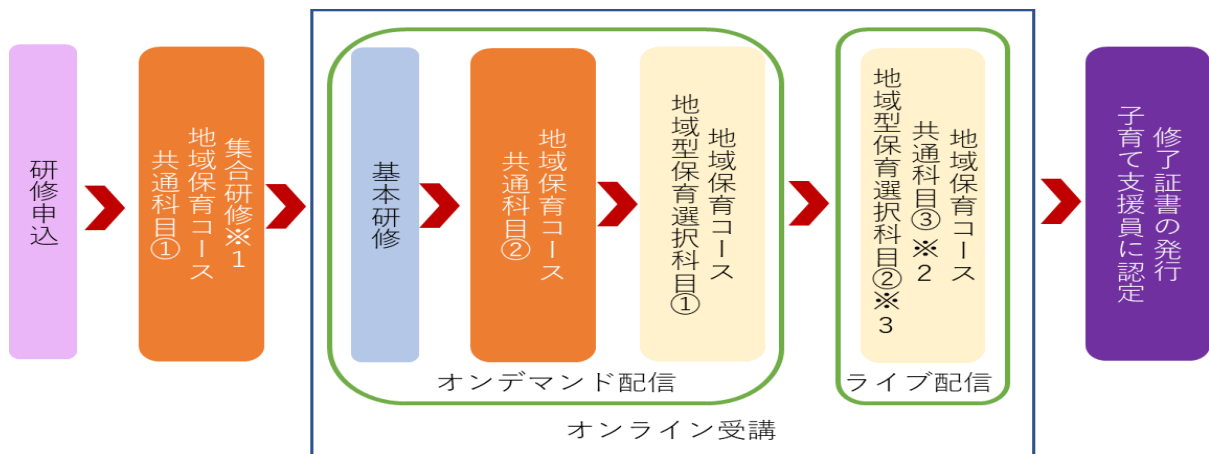 研修申込
集合研修※1
地域保育コース
共通科目①
基本研修
地域保育コース
共通科目②
地域保育コース
地域型保育選択科目①
地域保育コース
共通科目③※2
地域型保育選択科目②※3
修了証書の発行
子育て支援員に認定
オンデマンド配信
ライブ配信
オンライン受講